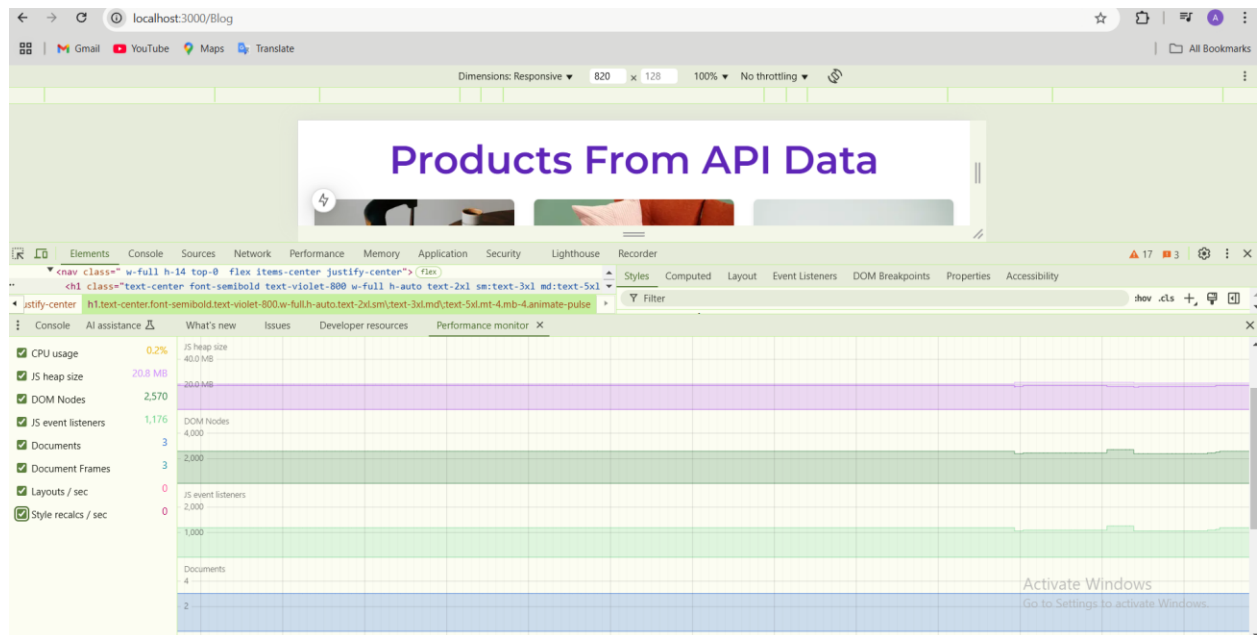 localhost:3000/Blog
A
Gmail YouTube Maps Translate All Bookmarks
Dimensions: Responsive ▼ 820 x 128 100% ▼ No throttling ▼
Products From API Data
Elements Console Sources Network Performance Memory Application Security Lighthouse Recorder 17 3
<nav class=" w-full h-14 top-0 flex items-center justify-center"> flex
<h1 class="text-center font-semibold text-violet-800 w-full h-auto text-2xl sm:text-3xl md:text-5xl
Styles Computed Layout Event Listeners DOM Breakpoints Properties Accessibility
Filter :hov .cls
ustify-center h1.text-center.font-semibold.text-violet-800.w-full.h-auto.text-2xl.sm\:text-3xl.md\:text-5xl.mt-4.mb-4.animate-pulse
Console AI assistance What's new Issues Developer resources Performance monitor
CPU usage 0.2%
JS heap size 20.8 MB
DOM Nodes 2,570
JS event listeners 1,176
Documents 3
Document Frames 3
Layouts / sec 0
Style recalcs / sec 0
JS heap size
40.0 MB
20.0 MB
DOM Nodes
4,000
2,000
JS event listeners
2,000
1,000
Documents
4
2
Activate Windows
Go to Settings to activate Windows.